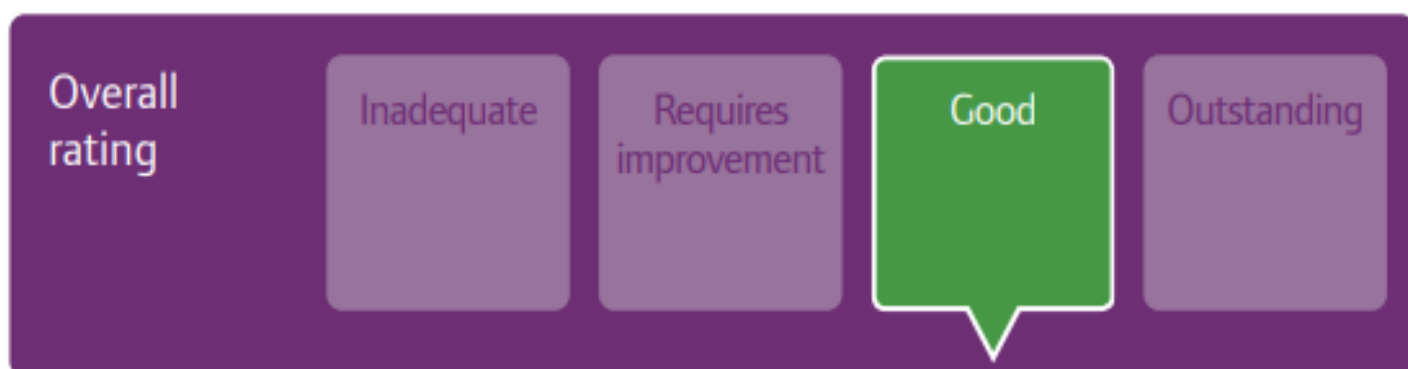 Overall
rating
Inadequate
Requires
improvement
Good
Outstanding